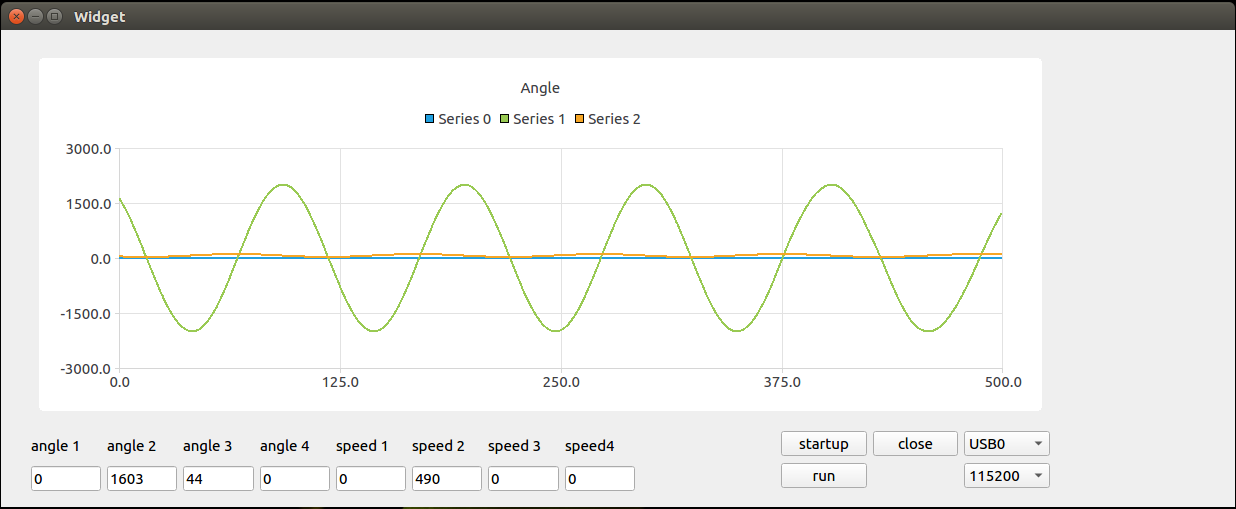 Widget
Angle
Series 0 Series 1 Series 2
3000.0
1500.0
0.0
-1500.0
-3000.0
0.0 125.0 250.0 375.0 500.0
angle 1 angle 2 angle 3 angle 4 speed 1 speed 2 speed 3 speed4 startup close USB0
0 1603 44 0 0 490 0 0 run 115200